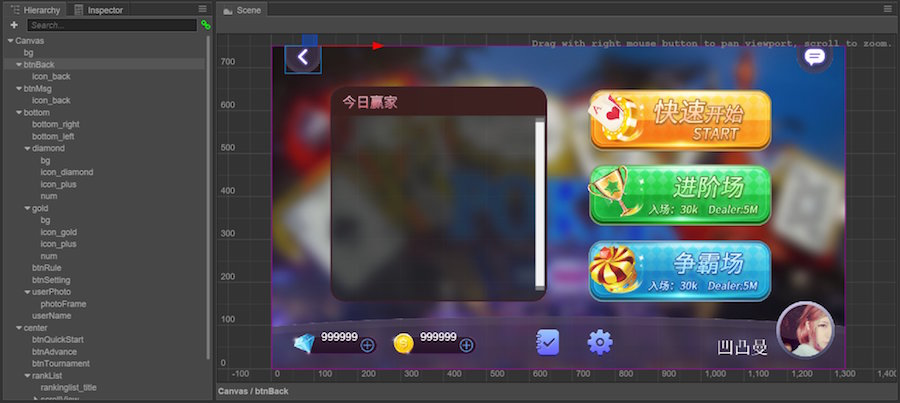 Hierarchy
Inspector
Scene
Search...
Drag with right mouse button to pan viewport, scroll to zoom.
Canvas
bg
btnBack
icon_back
btnMsg
icon_back
bottom
bottom_right
bottom_left
diamond
bg
icon_diamond
icon_plus
num
gold
bg
icon_gold
icon_plus
num
btnRule
btnSetting
userPhoto
photoFrame
userName
center
btnQuickStart
btnAdvance
btnTournament
rankList
rankinglist_title
scrollView
700
600
500
400
300
200
100
0
今日赢家
快速开始
START
进阶场
入场：30k Dealer:5M
争霸场
入场：30k Dealer:5M
999999
999999
凹凸曼
-100 0 100 200 300 400 500 600 700 800 900 1,000 1,100 1,200 1,300 1,400
Canvas / btnBack